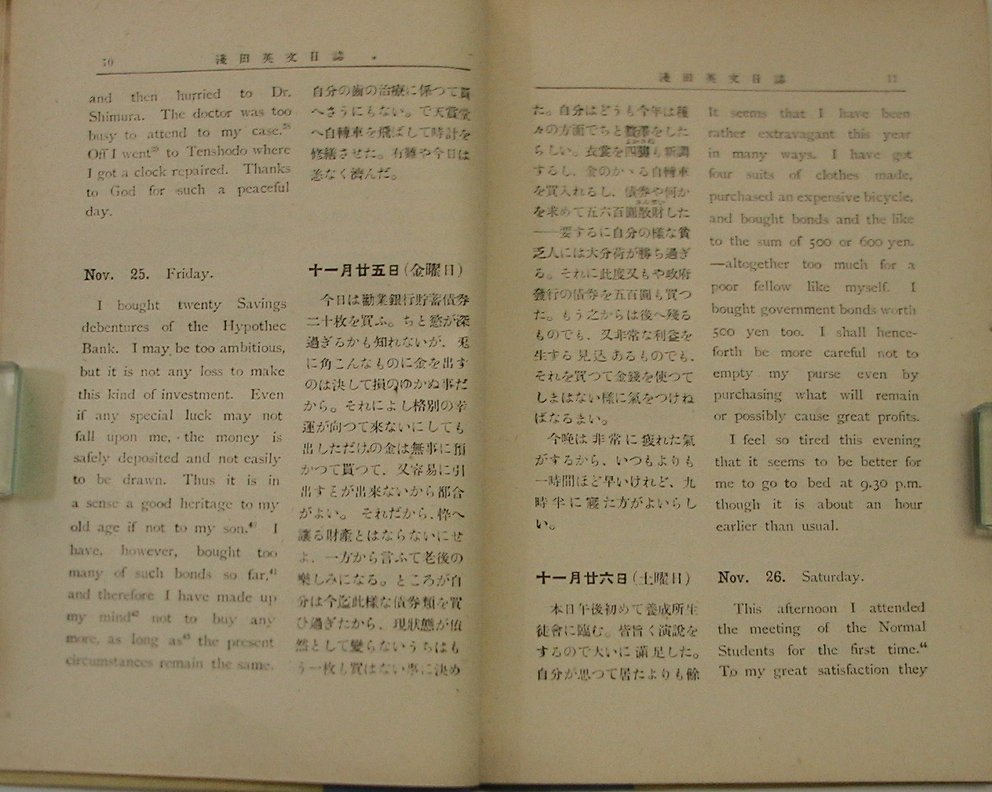 10
淺田英文日誌
and then hurried to Dr.
Shimura. The doctor was too
busy to attend to my case.³⁸
Off I went³⁹ to Tenshodo where
I got a clock repaired. Thanks
to God for such a peaceful
day.
自分の歯の治療に係つて貰
へさうにもない。で天賞堂
へ自轉車を飛ばして時計を
修繕させた。有難や今日は
恙なく濟んだ。
Nov. 25. Friday.
I bought twenty Savings
debentures of the Hypothec
Bank. I may be too ambitious,
but it is not any loss to make
this kind of investment. Even
if any special luck may not
fall upon me, the money is
safely deposited and not easily
to be drawn. Thus it is in
a sense a good heritage to my
old age if not to my son.⁴⁰ I
have, however, bought too
many of such bonds so far,⁴¹
and therefore I have made up
my mind⁴² not to buy any
more, as long as⁴³ the present
circumstances remain the same.
十一月廿五日(金曜日)
今日は勸業銀行貯蓄債券
二十枚を買ふ。ちと慾が深
過ぎるかも知れないが、兎
に角こんなものに金を出す
のは決して損のゆかぬ事だ
から。それによし格別の幸
運が向つて來ないにしても
出しただけの金は無事に預
かつて貰つて、又容易に引
出すとが出來ないから都合
がよい。それだから、倅へ
讓る財產とはならないにせ
よ、一方から言ふて老後の
樂しみになる。ところが自
分は今迄此樣な債券類を買
ひ過ぎたから、現狀態が依
然として變らないうちはも
う一枚も買はない事に決め
淺田英文日誌
11
た。自分はどうも今年は種
々の方面でちと贅澤をした
らしい。衣裳を四襲も新調
するし、金のかゝる自轉車
を買入れるし、債券や何か
を求めて五六百圓散財した
——要するに自分の樣な貧
乏人には大分荷が勝ち過ぎ
る。それに此度又もや政府
發行の債券を五百圓も買つ
た。もう之からは後へ殘る
ものでも、又非常な利益を
生する見込あるものでも、
それを買つて金錢を使つて
しまはない樣に氣をつけね
ばなるまい。
今晩は非常に疲れた氣
がするから、いつもよりも
一時間ほど早いけれど、九
時半に寢た方がよいらし
い。
It seems that I have been
rather extravagant this year
in many ways. I have got
four suits of clothes made,
purchased an expensive bicycle,
and bought bonds and the like
to the sum of 500 or 600 yen.
—altogether too much for a
poor fellow like myself. I
bought government bonds worth
500 yen too. I shall hence-
forth be more careful not to
empty my purse even by
purchasing what will remain
or possibly cause great profits.
I feel so tired this evening
that it seems to be better for
me to go to bed at 9.30 p.m.
though it is about an hour
earlier than usual.
十一月廿六日(土曜日)
本日午後初めて養成所生
徒會に臨む。皆旨く演說を
するので大いに滿足した。
自分が思つて居たよりも餘
Nov. 26. Saturday.
This afternoon I attended
the meeting of the Normal
Students for the first time.⁴⁴
To my great satisfaction they